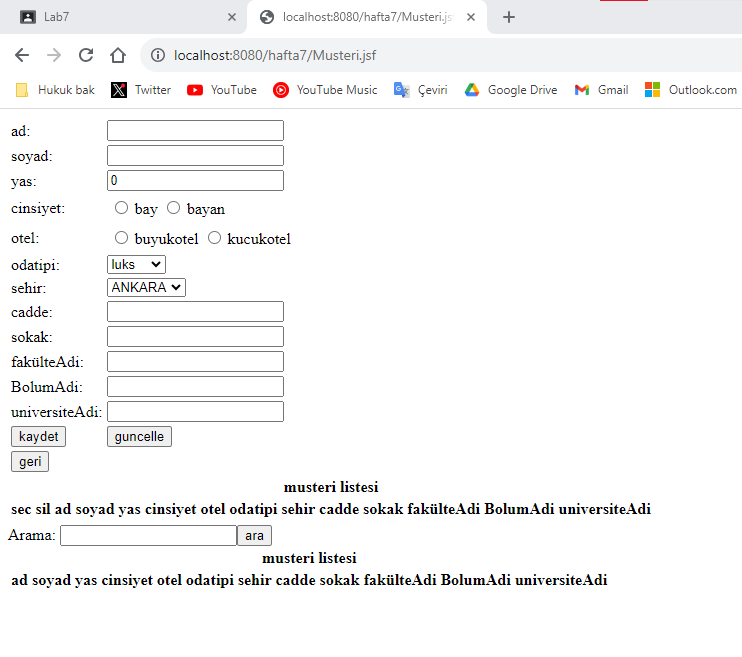 Lab7
localhost:8080/hafta7/Musteri.js
localhost:8080/hafta7/Musteri.jsf
Hukuk bak Twitter YouTube YouTube Music Çeviri Google Drive Gmail Outlook.com
ad:
soyad:
yas: 0
cinsiyet: bay bayan
otel: buyukotel kucukotel
odatipi: luks
sehir: ANKARA
cadde:
sokak:
fakülteAdi:
BolumAdi:
universiteAdi:
kaydet guncelle
geri
musteri listesi
sec sil ad soyad yas cinsiyet otel odatipi sehir cadde sokak fakülteAdi BolumAdi universiteAdi
Arama: ara
musteri listesi
ad soyad yas cinsiyet otel odatipi sehir cadde sokak fakülteAdi BolumAdi universiteAdi